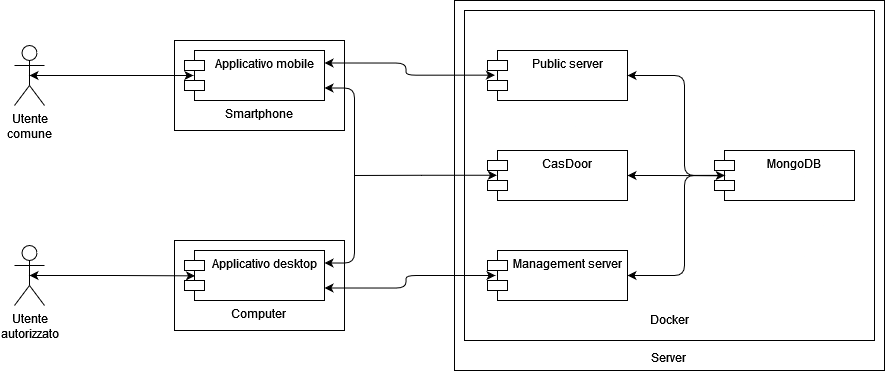 Utente
comune
Applicativo mobile
Smartphone
Public server
CasDoor
MongoDB
Utente
autorizzato
Applicativo desktop
Computer
Management server
Docker
Server